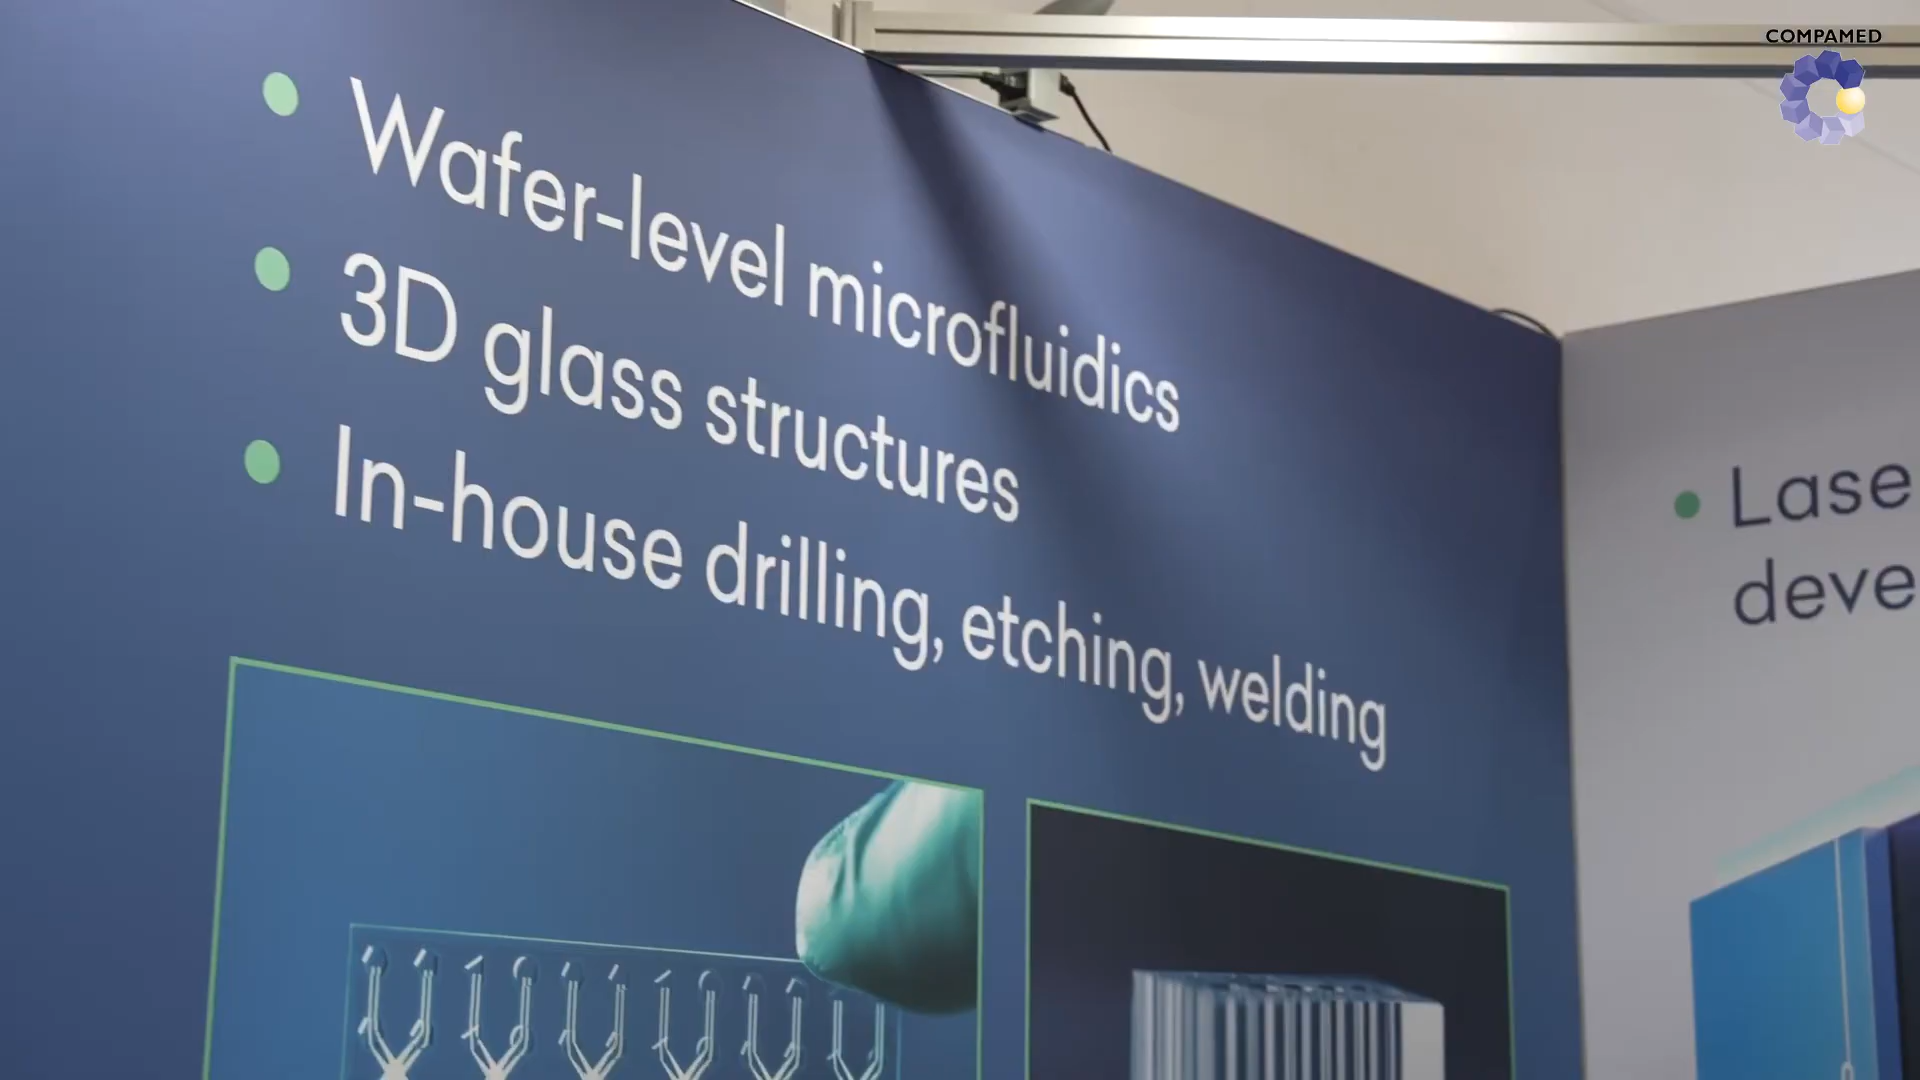 COMPAMED
Wafer-level microfluidics
3D glass structures
In-house drilling, etching, welding
Lase
deve